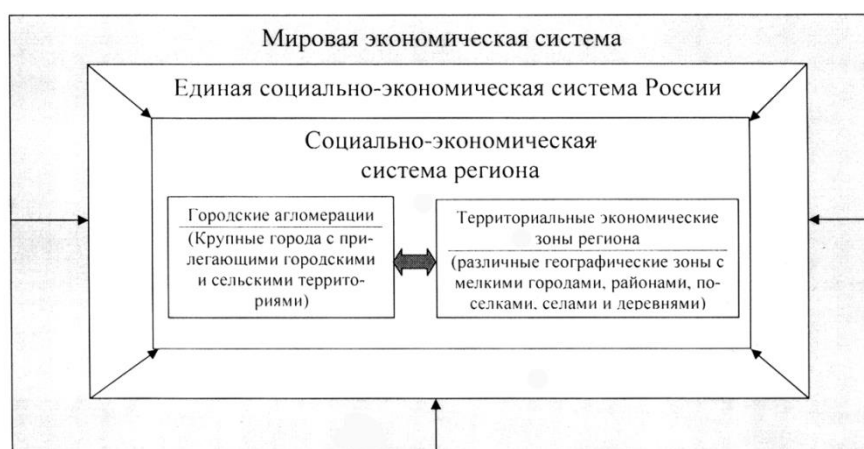 Мировая экономическая система
Единая социально-экономическая система России
Социально-экономическая
система региона
Городские агломерации
(Крупные города с при-
легающими городскими
и сельскими террито-
риями)
Территориальные экономические
зоны региона
(различные географические зоны с
мелкими городами, районами, по-
селками, селами и деревнями)